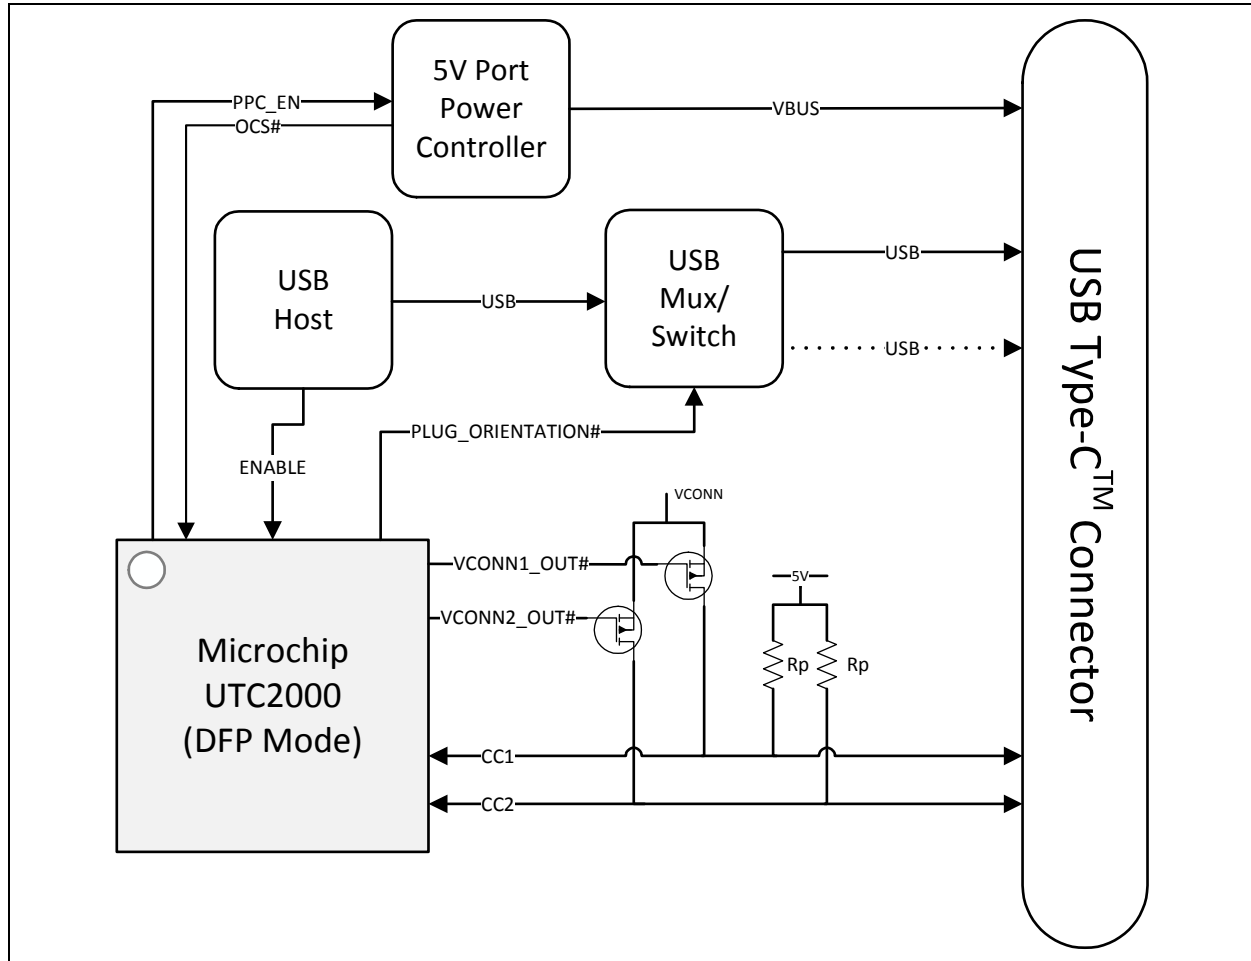 5V Port
Power
Controller
PPC_EN
OCS#
VBUS
USB
Host
USB
USB
Mux/
Switch
USB
USB
PLUG_ORIENTATION#
ENABLE
VCONN
VCONN1_OUT#
VCONN2_OUT#
5V
Rp
Rp
Microchip
UTC2000
(DFP Mode)
CC1
CC2
USB Type-C™ Connector